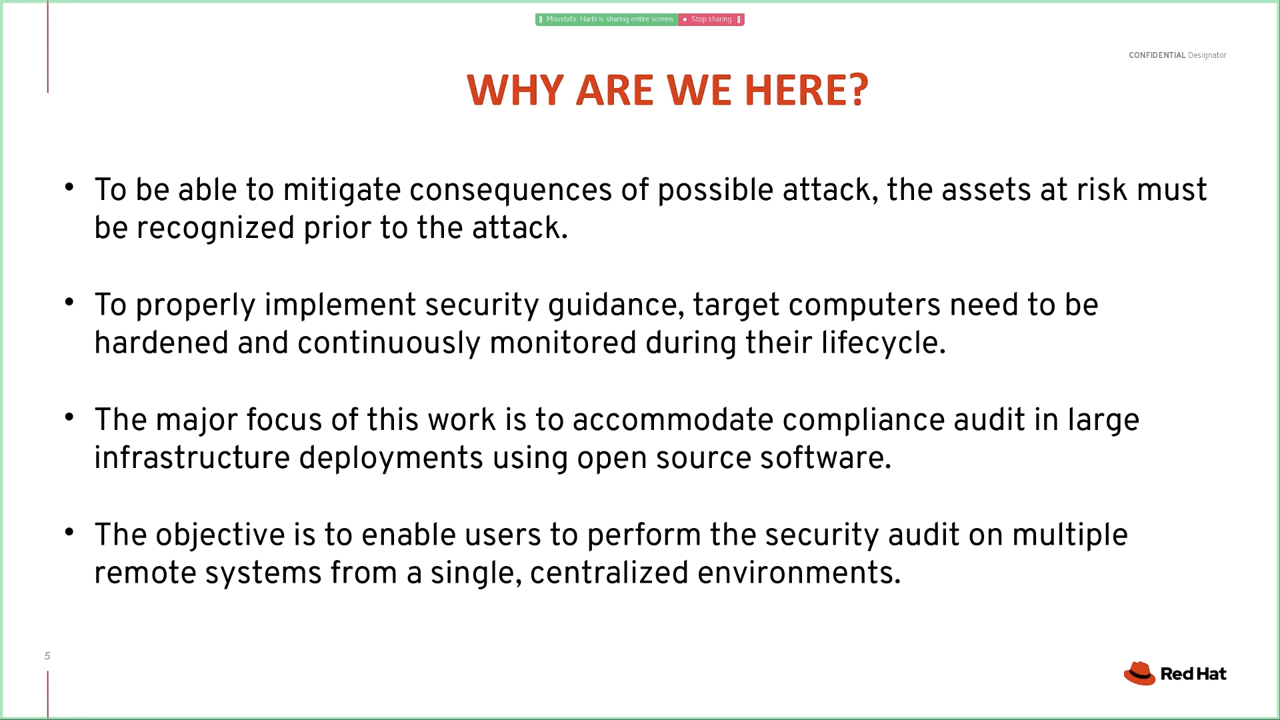 Moustafa Harbi is sharing entire screen Stop sharing
CONFIDENTIAL Designator
WHY ARE WE HERE?
• To be able to mitigate consequences of possible attack, the assets at risk must
be recognized prior to the attack.
• To properly implement security guidance, target computers need to be
hardened and continuously monitored during their lifecycle.
• The major focus of this work is to accommodate compliance audit in large
infrastructure deployments using open source software.
• The objective is to enable users to perform the security audit on multiple
remote systems from a single, centralized environments.
5
Red Hat